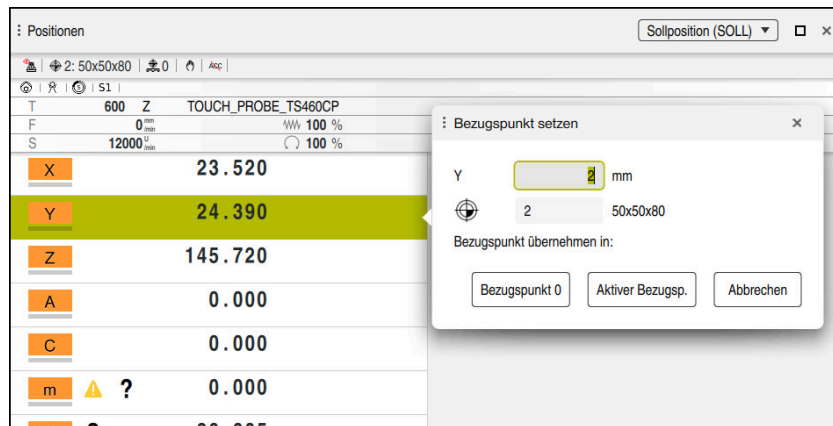 Positionen
Sollposition (SOLL)
2: 50x50x80 0
S1
T 600 Z TOUCH_PROBE_TS460CP
F 0 mm/min 100 %
S 12000 U/min 100 %
X 23.520
Y 24.390
Z 145.720
A 0.000
C 0.000
m ? 0.000
Bezugspunkt setzen
Y 2 mm
2 50x50x80
Bezugspunkt übernehmen in:
Bezugspunkt 0 Aktiver Bezugsp. Abbrechen